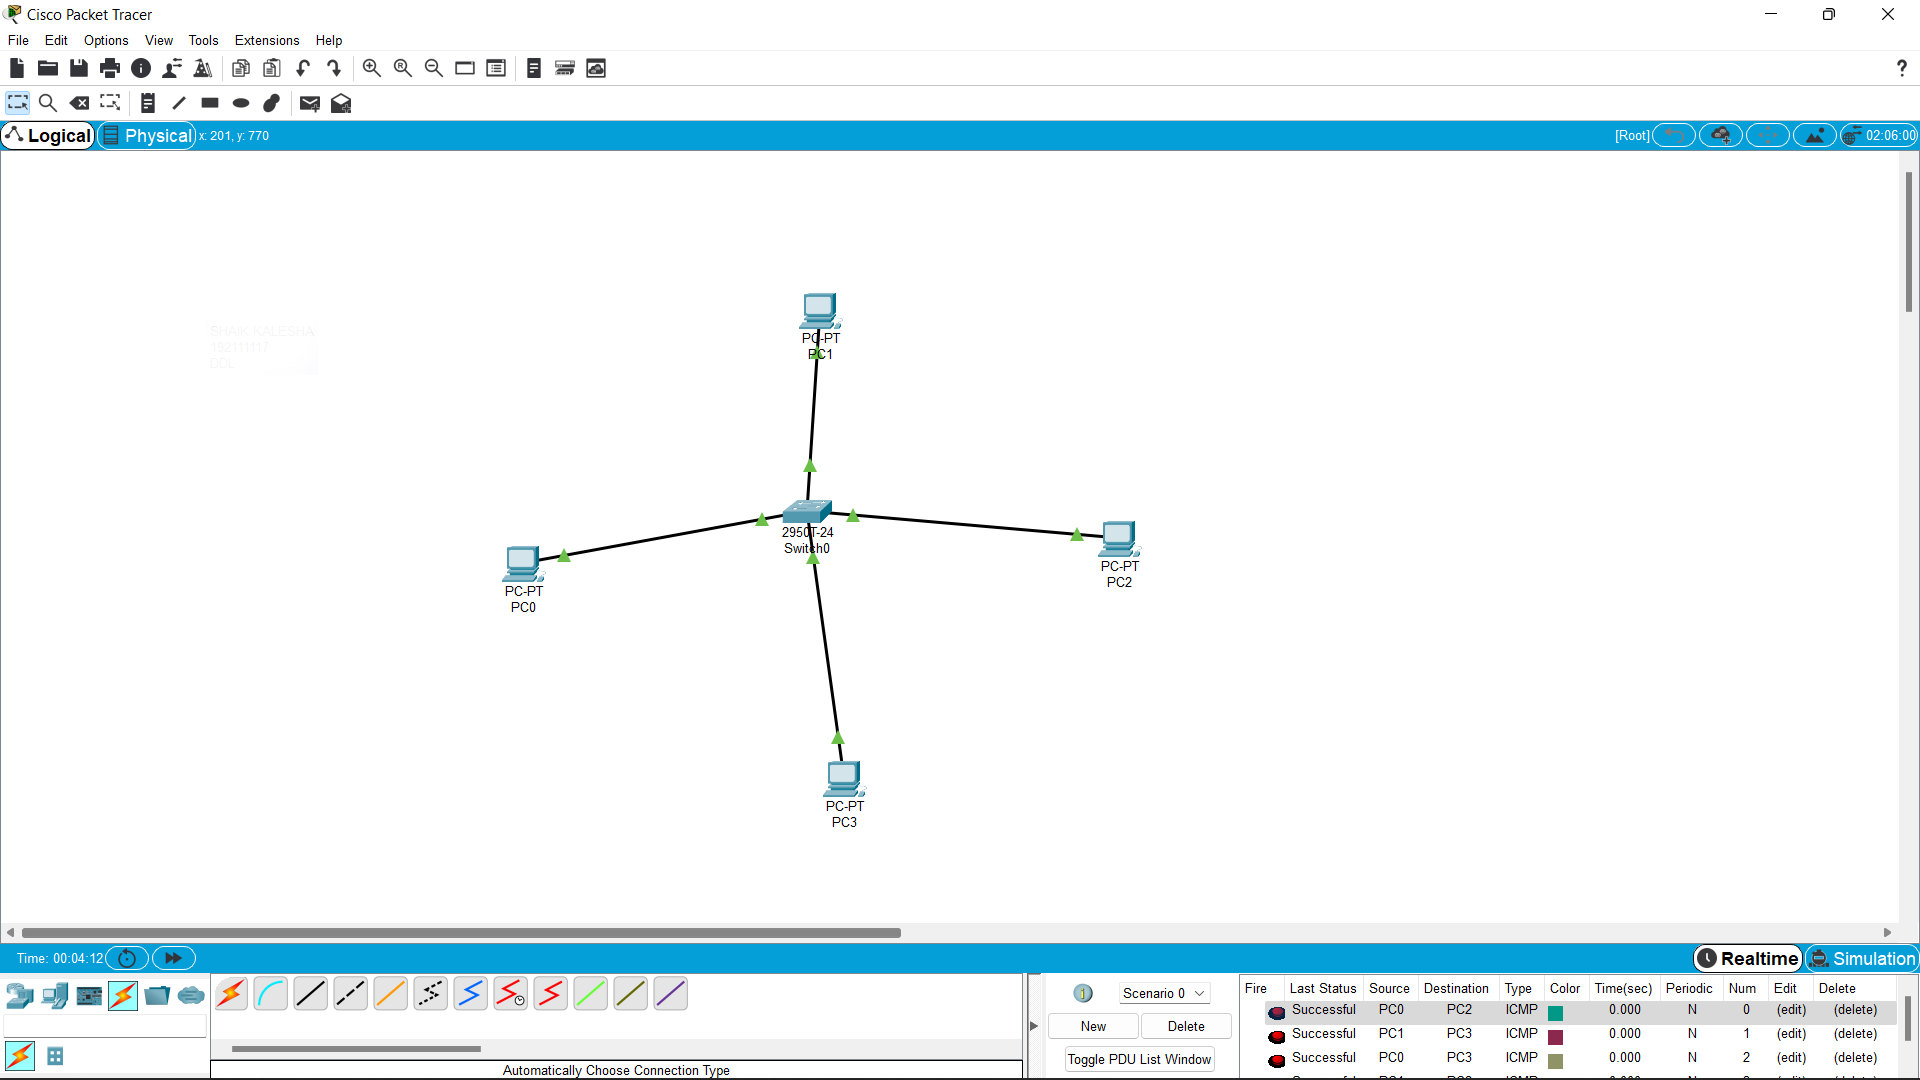 Cisco Packet Tracer
File Edit Options View Tools Extensions Help
?
Logical Physical x: 201, y: 770 [Root] 02:06:00
SHAIK KALESHA
192111117
DDL
PC-PT
PC1
2950T-24
Switch0
PC-PT
PC2
PC-PT
PC0
PC-PT
PC3
Time: 00:04:12 Realtime Simulation
Scenario 0
New Delete
Toggle PDU List Window
Automatically Choose Connection Type
Fire Last Status Source Destination Type Color Time(sec) Periodic Num Edit Delete
Successful PC0 PC2 ICMP 0.000 N 0 (edit) (delete)
Successful PC1 PC3 ICMP 0.000 N 1 (edit) (delete)
Successful PC0 PC3 ICMP 0.000 N 2 (edit) (delete)